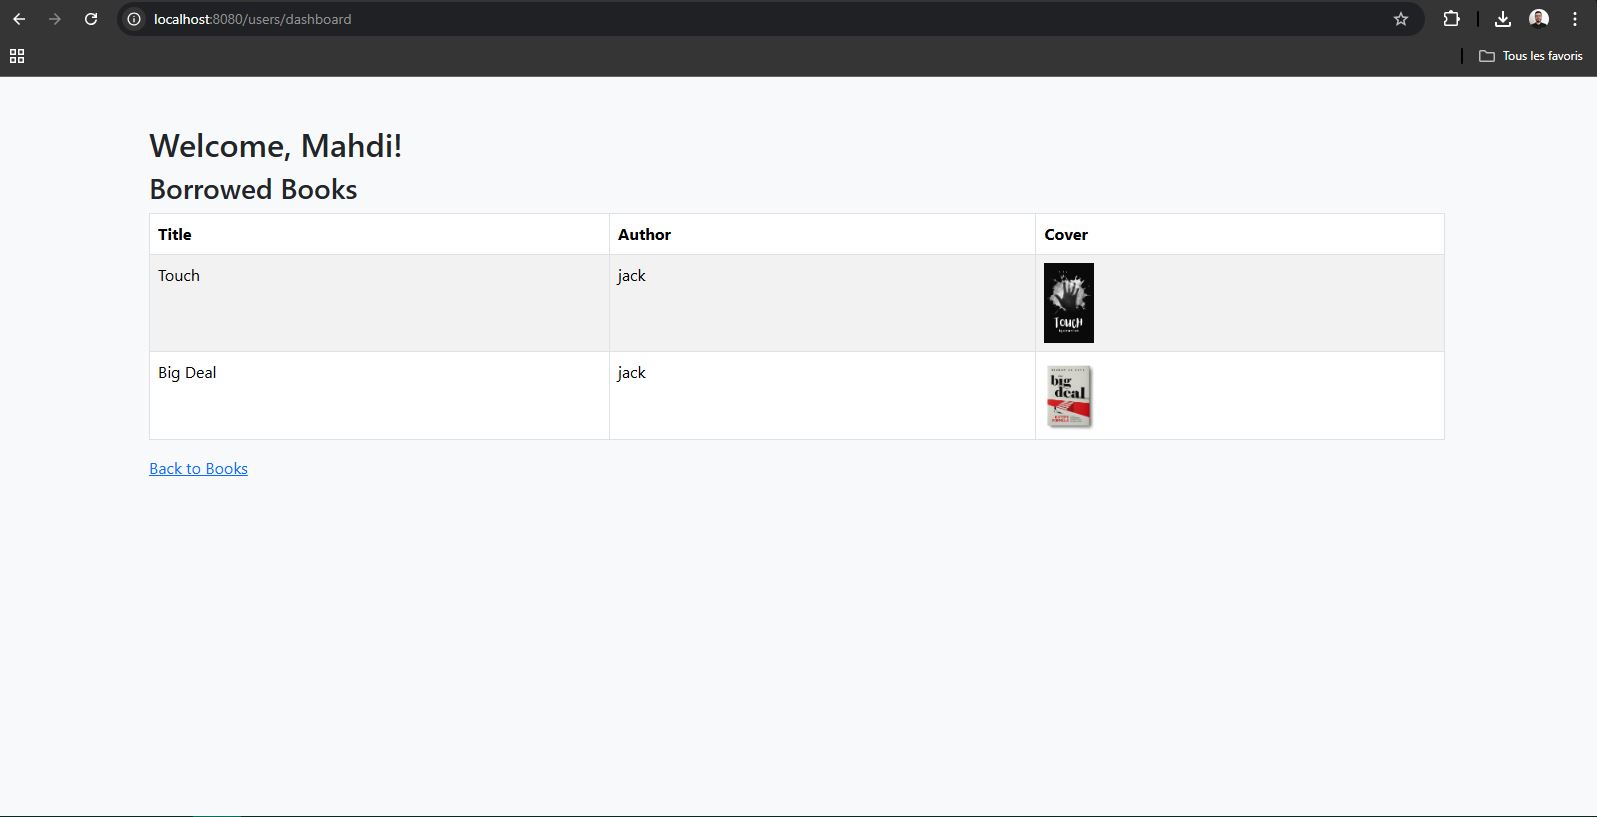 localhost:8080/users/dashboard
Tous les favoris
Welcome, Mahdi!
Borrowed Books
Title Author Cover
Touch jack
TOUCH
Big Deal jack
big
deal
Back to Books